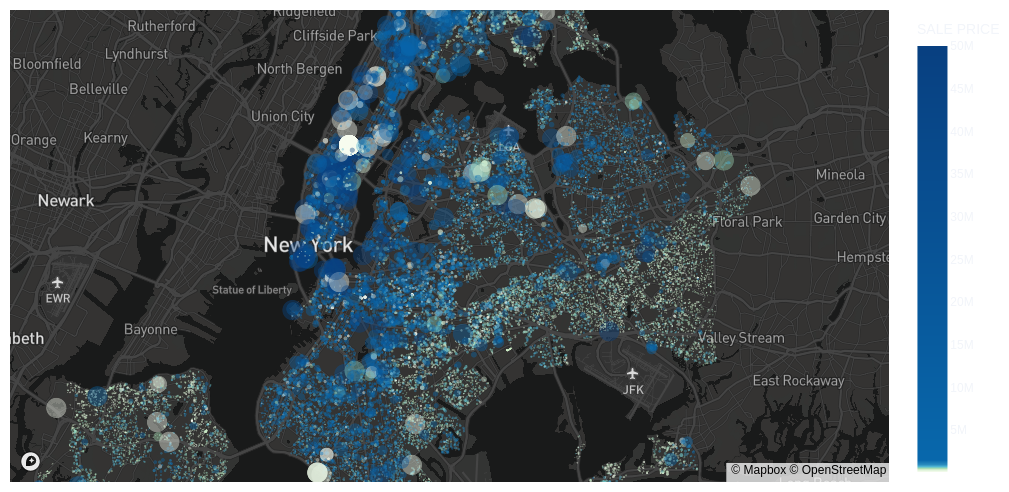 Ridgefield
Rutherford
Cliffside Park
SALE PRICE
50M
Lyndhurst
Bloomfield
North Bergen
Belleville
45M
Union City
Orange
Kearny
40M
LGA
35M
Mineola
Newark
30M
Floral Park
Garden City
New York
25M
Hempste
Statue of Liberty
EWR
20M
Bayonne
15M
abeth
Valley Stream
JFK
East Rockaway
10M
5M
© Mapbox © OpenStreetMap